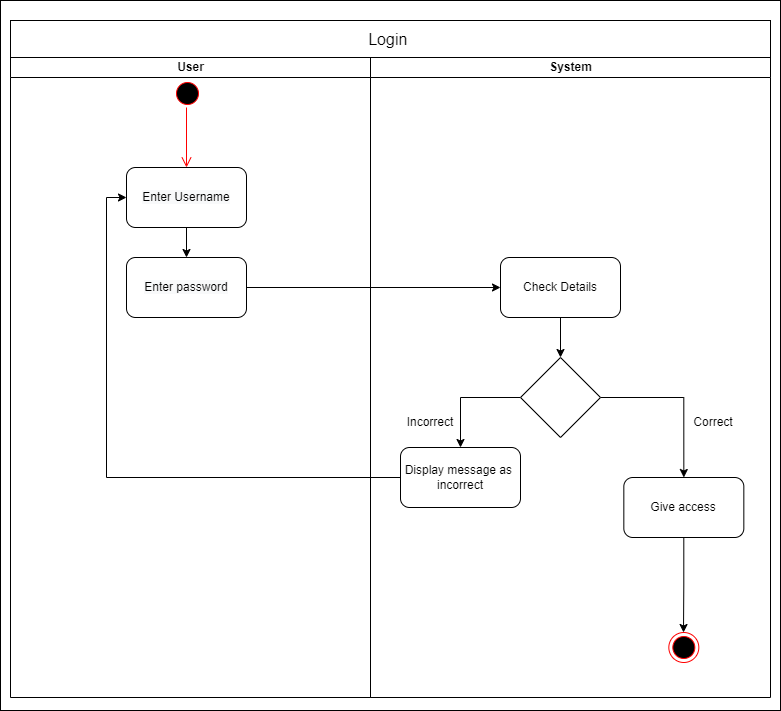 Login
User
System
Enter Username
Enter password
Check Details
Incorrect
Correct
Display message as
incorrect
Give access